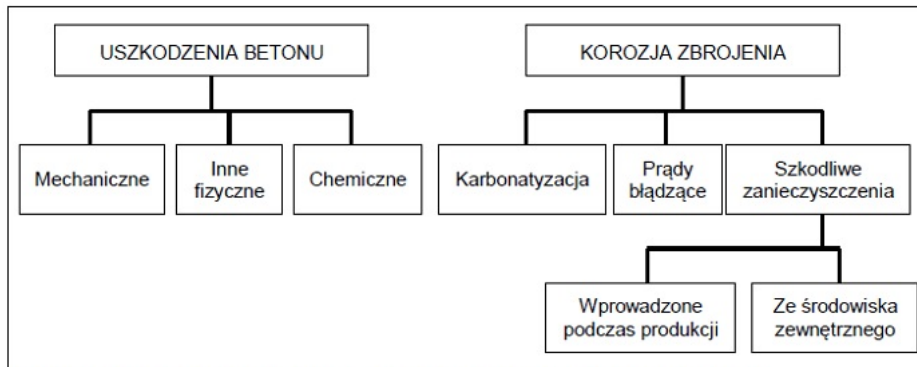 USZKODZENIA BETONU
KOROZJA ZBROJENIA
Mechaniczne
Inne
fizyczne
Chemiczne
Karbonatyzacja
Prądy
błądzące
Szkodliwe
zanieczyszczenia
Wprowadzone
podczas produkcji
Ze środowiska
zewnętrznego